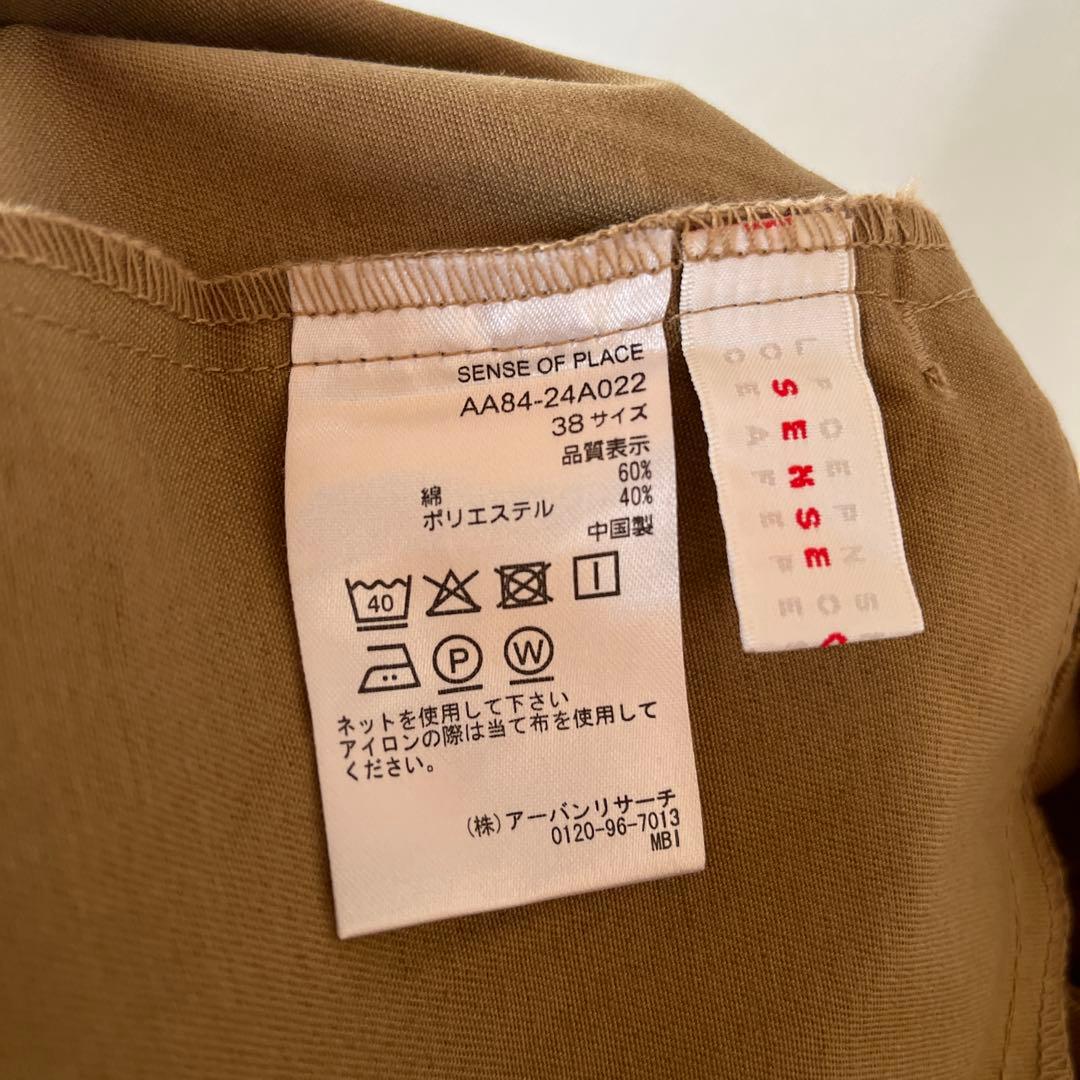 SENSE OF PLACE
AA84-24A022
38サイズ
品質表示
60%
綿
40%
ポリエステル
中国製
40
P
W
ネットを使用して下さい
アイロンの際は当て布を使用して
ください。
(株)アーバンリサーチ
0120-96-7013
MBI
SENSE